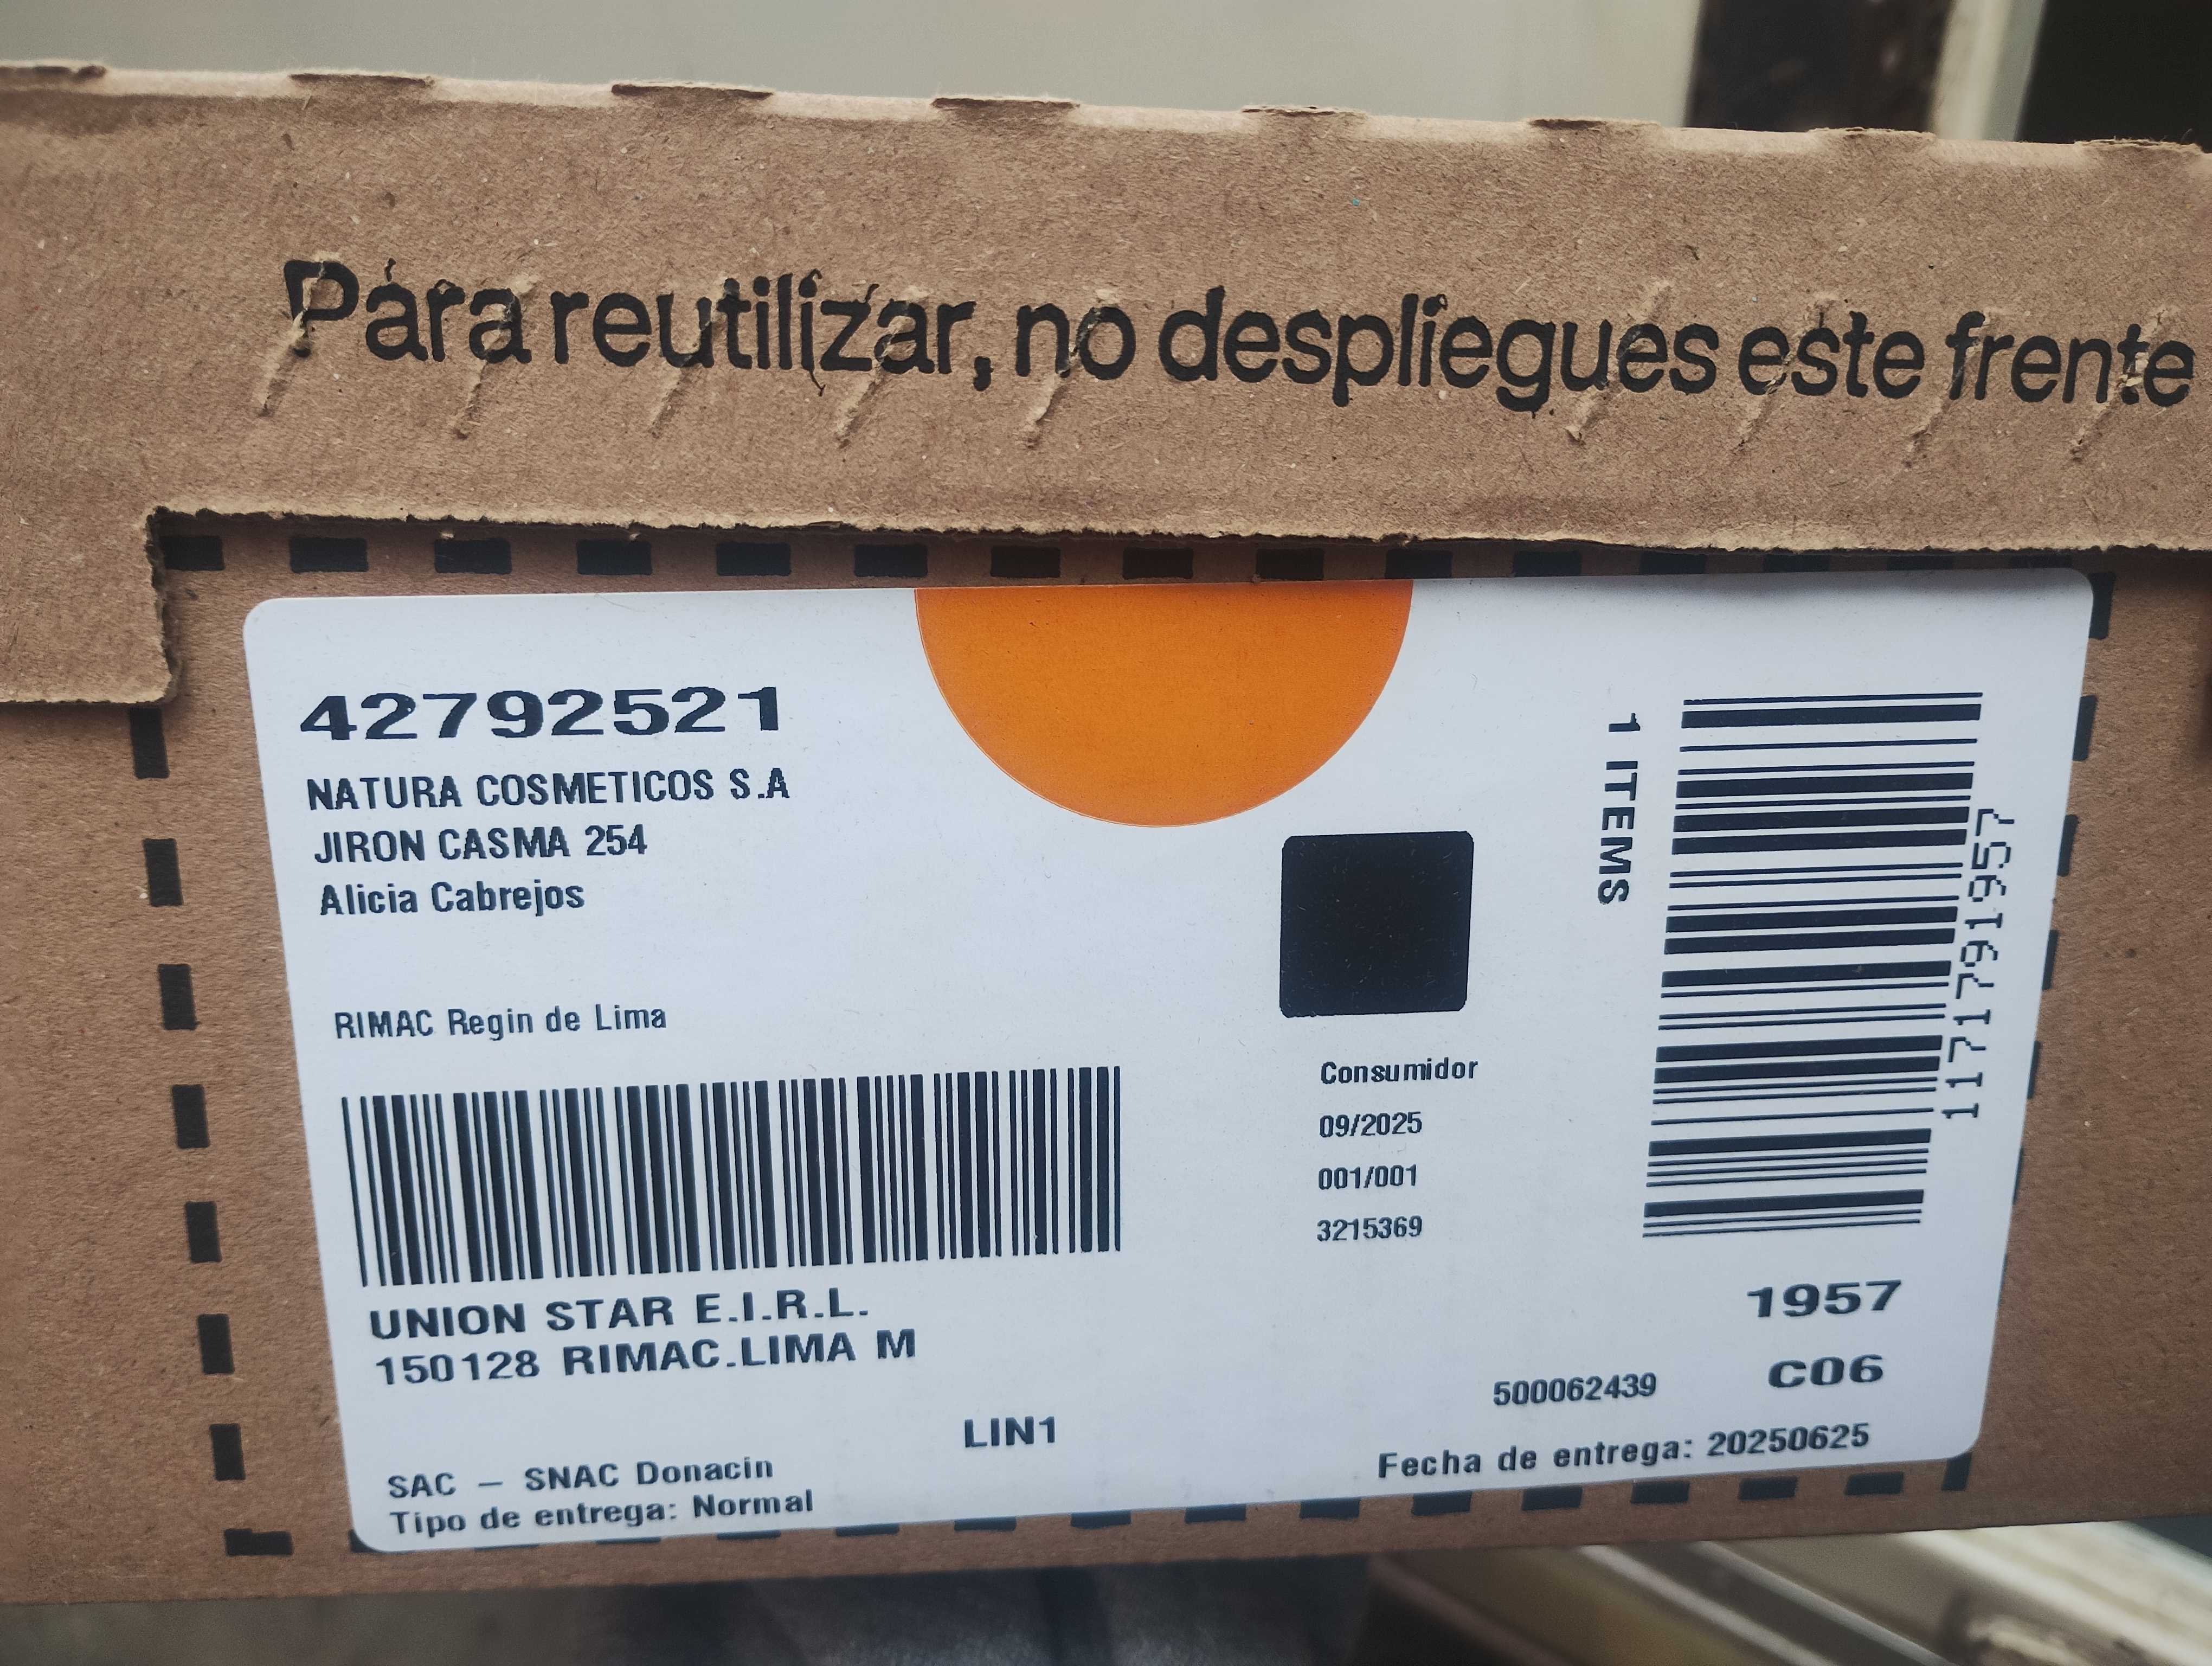 Para reutilizar, no despliegues este frente
42792521
NATURA COSMETICOS S.A
JIRON CASMA 254
Alicia Cabrejos
RIMAC Regin de Lima
UNION STAR E.I.R.L.
150128 RIMAC.LIMA M
LIN1
SAC – SNAC Donacin
Tipo de entrega: Normal
Consumidor
09/2025
001/001
3215369
1 ITEMS
1171791957
1957
C06
500062439
Fecha de entrega: 20250625